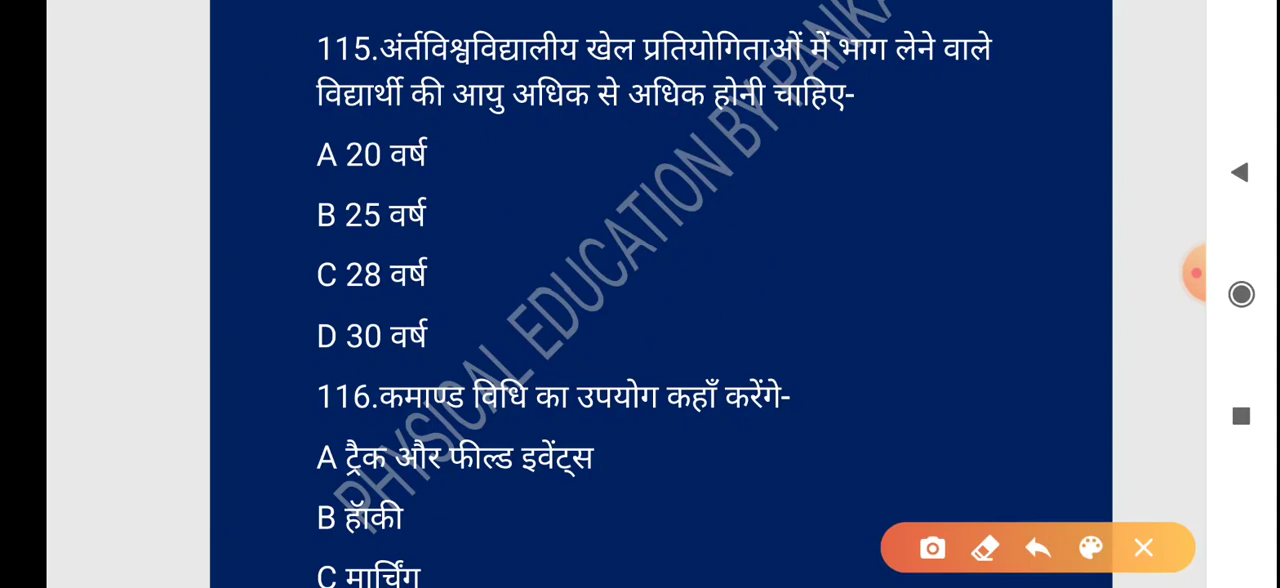 115.अंर्तविश्वविद्यालीय खेल प्रतियोगिताओं में भाग लेने वाले
विद्यार्थी की आयु अधिक से अधिक होनी चाहिए-
A 20 वर्ष
B 25 वर्ष
C 28 वर्ष
D 30 वर्ष
116.कमाण्ड विधि का उपयोग कहाँ करेंगे-
A ट्रैक और फील्ड इवेंट्स
B हॅाकी
C मार्चिंग
PHYSICAL EDUCATION BY PANKA